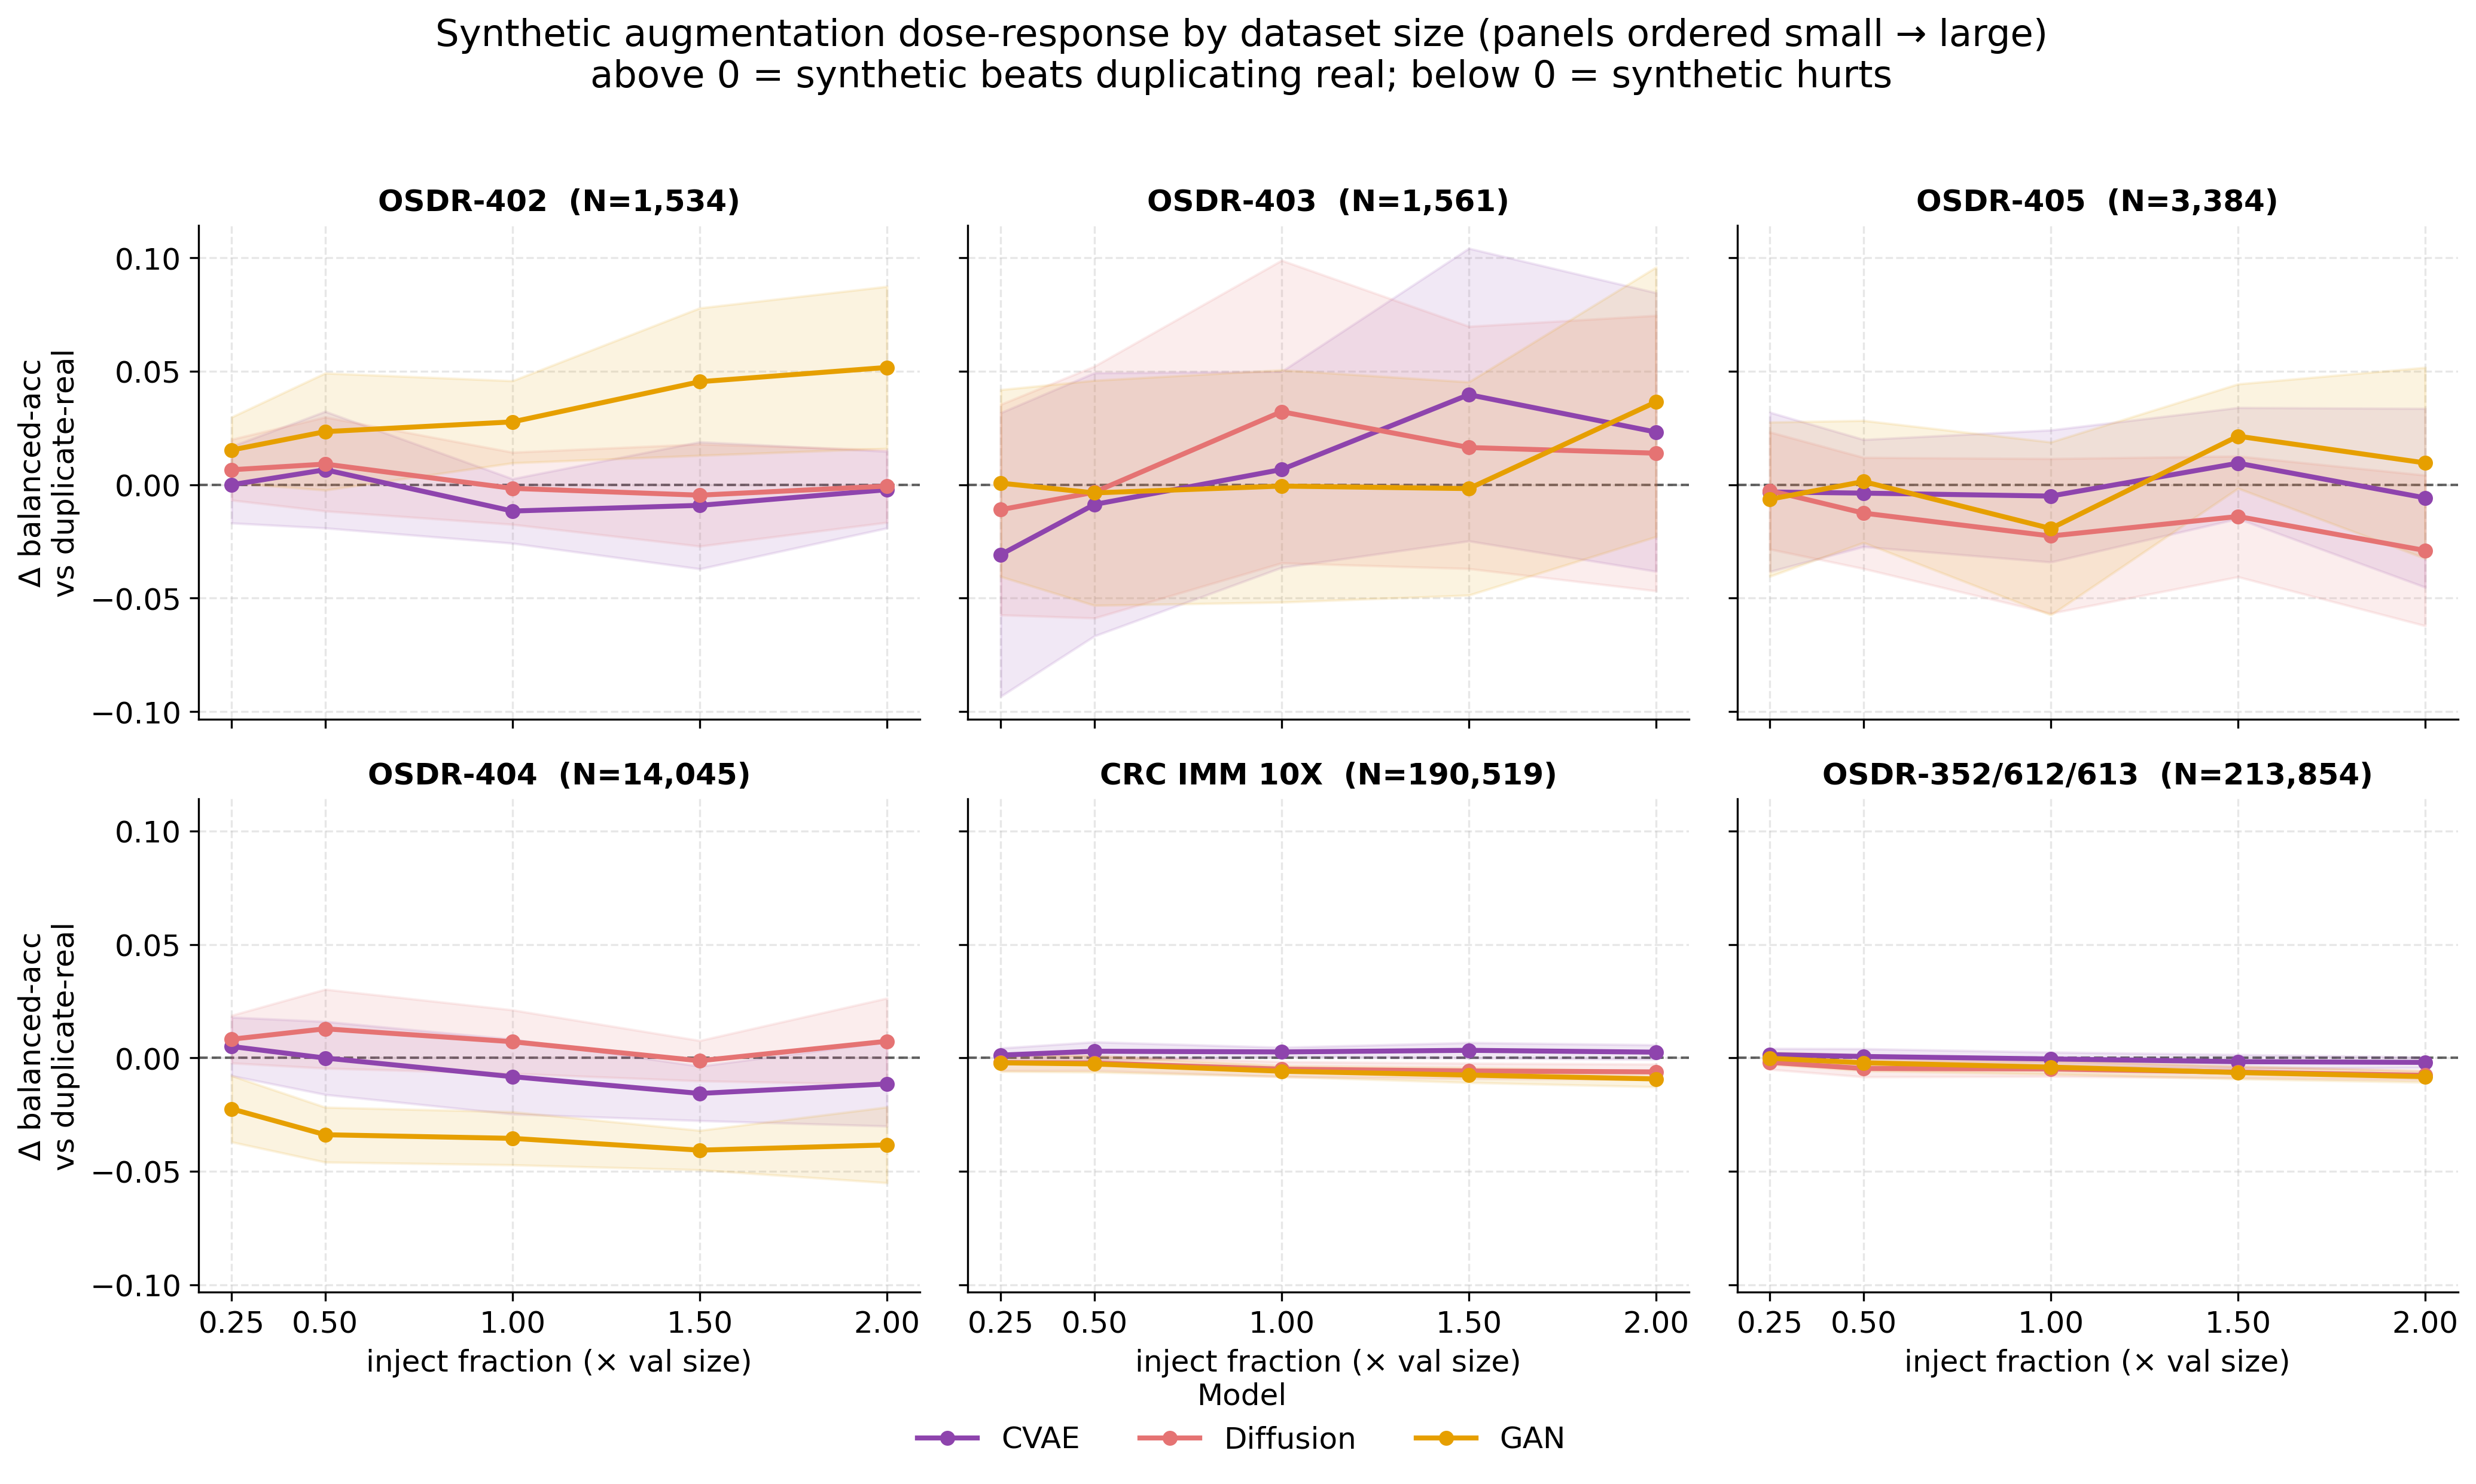 Synthetic augmentation dose-response by dataset size (panels ordered small → large)
above 0 = synthetic beats duplicating real; below 0 = synthetic hurts
OSDR-402 (N=1,534)
OSDR-403 (N=1,561)
OSDR-405 (N=3,384)
0.10
0.05
0.00
−0.05
−0.10
Δ balanced-acc
vs duplicate-real
OSDR-404 (N=14,045)
CRC IMM 10X (N=190,519)
OSDR-352/612/613 (N=213,854)
0.10
0.05
0.00
−0.05
−0.10
Δ balanced-acc
vs duplicate-real
0.25 0.50 1.00 1.50 2.00
0.25 0.50 1.00 1.50 2.00
0.25 0.50 1.00 1.50 2.00
inject fraction (× val size)
inject fraction (× val size)
inject fraction (× val size)
Model
CVAE
Diffusion
GAN